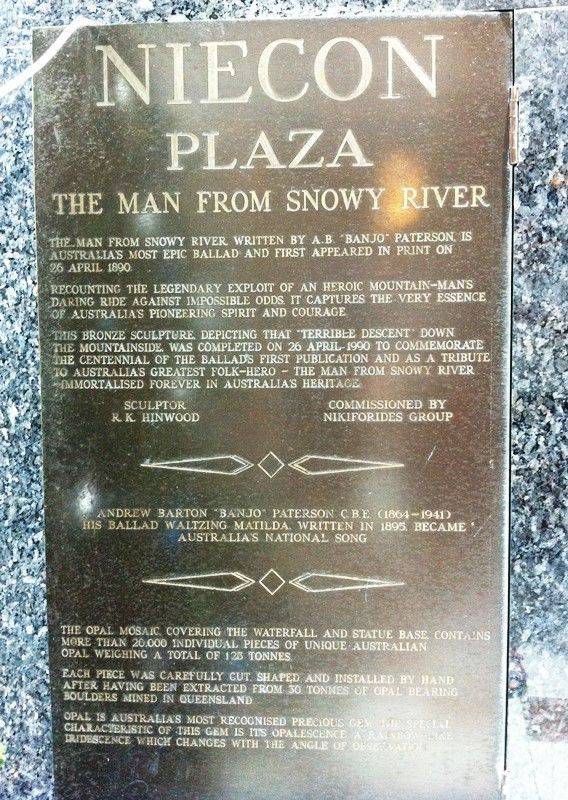 NIECON
PLAZA
THE MAN FROM SNOWY RIVER
THE MAN FROM SNOWY RIVER, WRITTEN BY A.B. "BANJO" PATERSON, IS
AUSTRALIA'S MOST EPIC BALLAD AND FIRST APPEARED IN PRINT ON
26 APRIL 1890.
RECOUNTING THE LEGENDARY EXPLOIT OF AN HEROIC MOUNTAIN-MAN'S
DARING RIDE AGAINST IMPOSSIBLE ODDS, IT CAPTURES THE VERY ESSENCE
OF AUSTRALIA'S PIONEERING SPIRIT AND COURAGE.
THIS BRONZE SCULPTURE, DEPICTING THAT "TERRIBLE DESCENT" DOWN
THE MOUNTAINSIDE, WAS COMPLETED ON 26 APRIL 1990 TO COMMEMORATE
THE CENTENNIAL OF THE BALLAD'S FIRST PUBLICATION AND AS A TRIBUTE
TO AUSTRALIA'S GREATEST FOLK-HERO - THE MAN FROM SNOWY RIVER
- IMMORTALISED FOREVER IN AUSTRALIA'S HERITAGE.
SCULPTOR
R.K. HINWOOD
COMMISSIONED BY
NIKIFORIDES GROUP
ANDREW BARTON "BANJO" PATERSON C.B.E. (1864-1941)
HIS BALLAD WALTZING MATILDA, WRITTEN IN 1895, BECAME
AUSTRALIA'S NATIONAL SONG
THE OPAL MOSAIC, COVERING THE WATERFALL AND STATUE BASE, CONTAINS
MORE THAN 20,000 INDIVIDUAL PIECES OF UNIQUE AUSTRALIAN
OPAL WEIGHING A TOTAL OF 1.23 TONNES.
EACH PIECE WAS CAREFULLY CUT, SHAPED AND INSTALLED BY HAND
AFTER HAVING BEEN EXTRACTED FROM 30 TONNES OF OPAL BEARING
BOULDERS MINED IN QUEENSLAND.
OPAL IS AUSTRALIA'S MOST RECOGNISED PRECIOUS GEM. THE SPECIAL
CHARACTERISTIC OF THIS GEM IS ITS OPALESCENCE, A RAINBOW-LIKE
IRIDESCENCE WHICH CHANGES WITH THE ANGLE OF OBSERVATION.